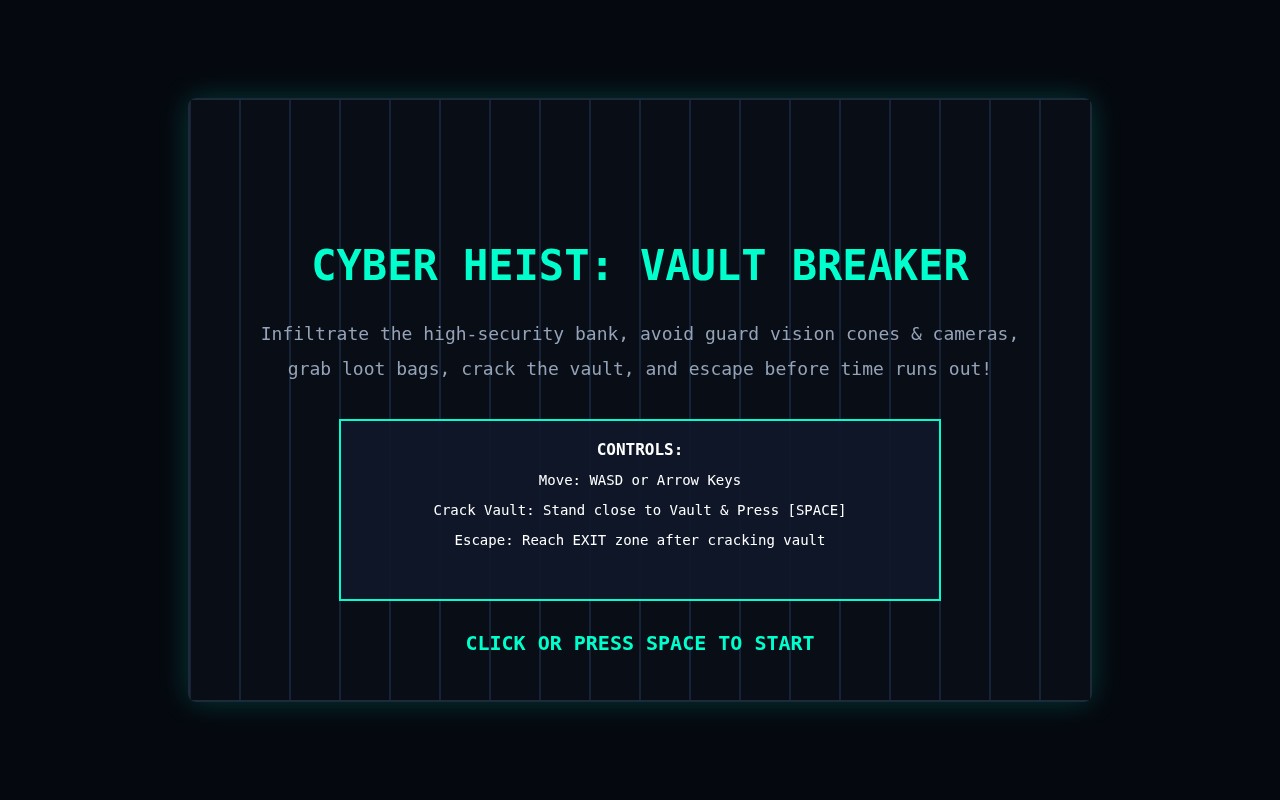 CYBER HEIST: VAULT BREAKER
Infiltrate the high-security bank, avoid guard vision cones & cameras,
grab loot bags, crack the vault, and escape before time runs out!
CONTROLS:
Move: WASD or Arrow Keys
Crack Vault: Stand close to Vault & Press [SPACE]
Escape: Reach EXIT zone after cracking vault
CLICK OR PRESS SPACE TO START